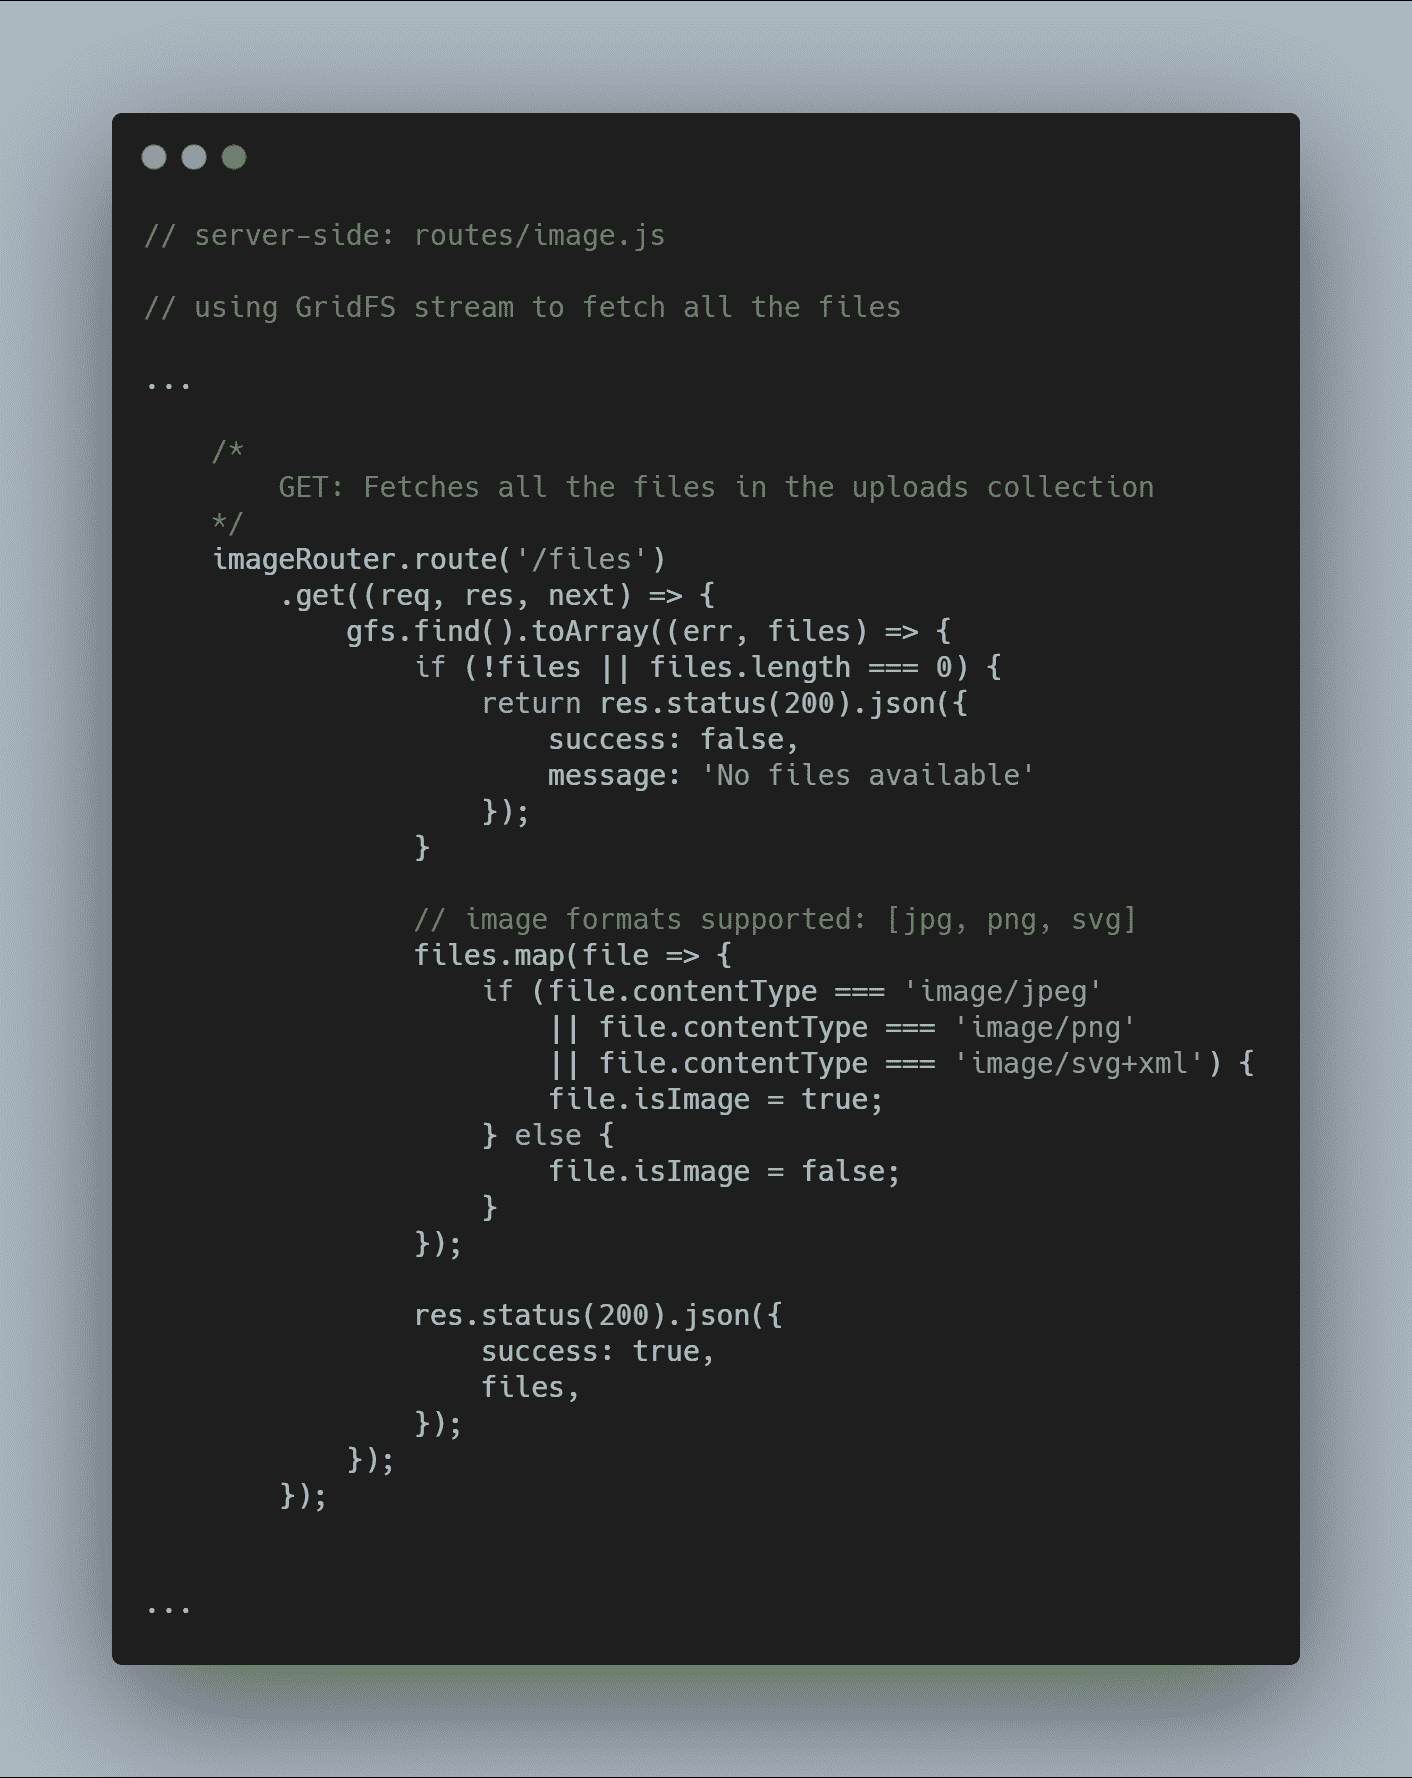 // server-side: routes/image.js
// using GridFS stream to fetch all the files
...
/*
GET: Fetches all the files in the uploads collection
*/
imageRouter.route('/files')
.get((req, res, next) => {
gfs.find().toArray((err, files) => {
if (!files || files.length === 0) {
return res.status(200).json({
success: false,
message: 'No files available'
});
}
// image formats supported: [jpg, png, svg]
files.map(file => {
if (file.contentType === 'image/jpeg'
|| file.contentType === 'image/png'
|| file.contentType === 'image/svg+xml') {
file.isImage = true;
} else {
file.isImage = false;
}
});
res.status(200).json({
success: true,
files,
});
});
});
...